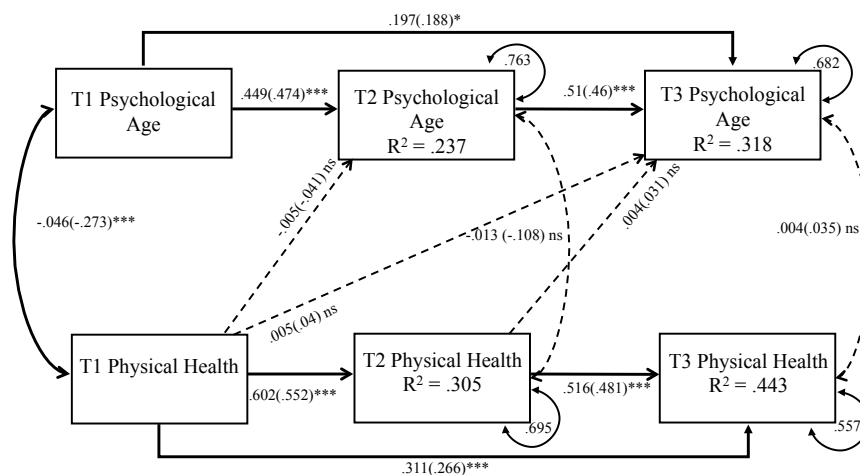 .197(.188)*
.763
.682
T1 Psychological
Age
.449(.474)***
T2 Psychological
Age
R² = .237
.51(.46)***
T3 Psychological
Age
R² = .318
-.046(-.273)***
-.005(-.041) ns
-.013 (-.108) ns
.004(.031) ns
.004(.035) ns
.005(.04) ns
T1 Physical Health
.602(.552)***
T2 Physical Health
R² = .305
.516(.481)***
T3 Physical Health
R² = .443
.695
.557
.311(.266)***